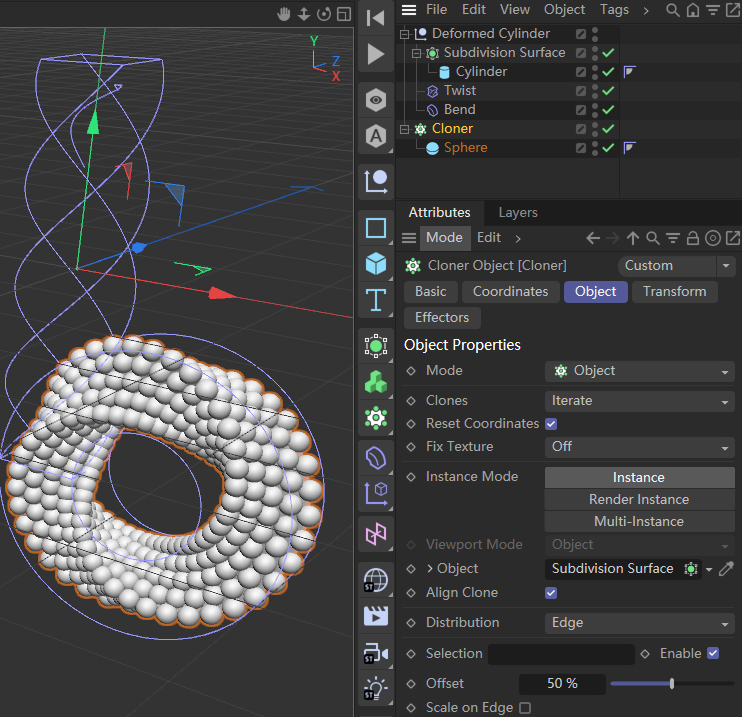 File Edit View Object Tags
Deformed Cylinder
Subdivision Surface
Cylinder
Twist
Bend
Cloner
Sphere
Y
Z
X
A
T
ST
ST
ST
Attributes Layers
Mode Edit
Cloner Object [Cloner] Custom
Basic Coordinates Object Transform
Effectors
Object Properties
Mode Object
Clones Iterate
Reset Coordinates
Fix Texture Off
Instance Mode Instance
Render Instance
Multi-Instance
Viewport Mode Object
Object Subdivision Surface
Align Clone
Distribution Edge
Selection Enable
Offset 50 %
Scale on Edge